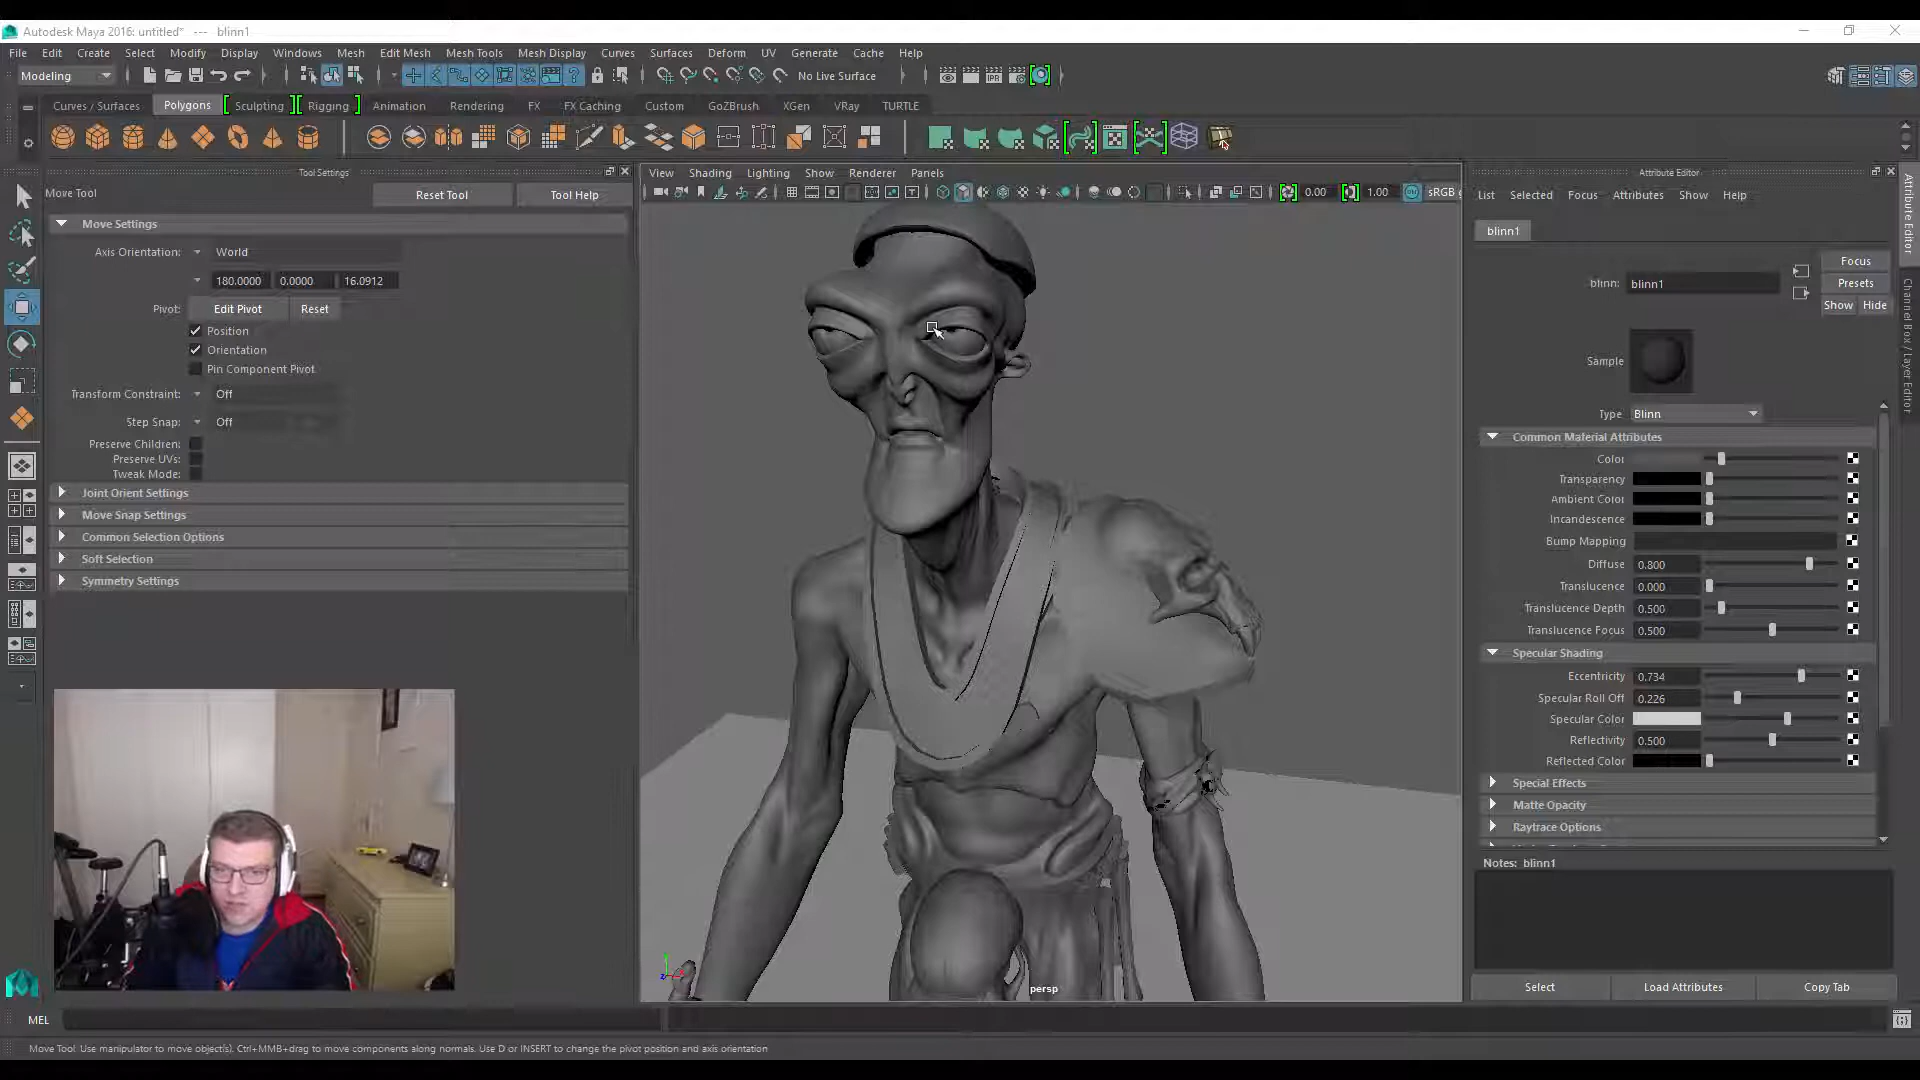 Autodesk Maya 2016: untitled* --- blinn1
File Edit Create Select Modify Display Windows Mesh Edit Mesh Mesh Tools Mesh Display Curves Surfaces Deform UV Generate Cache Help
Modeling No Live Surface
Curves / Surfaces Polygons Sculpting Rigging Animation Rendering FX FX Caching Custom GoZBrush XGen VRay TURTLE
Tool Settings
Move Tool Reset Tool Tool Help
Move Settings
Axis Orientation: World
180.0000 0.0000 16.0912
Pivot: Edit Pivot Reset
Position
Orientation
Pin Component Pivot
Transform Constraint: Off
Step Snap: Off
Preserve Children:
Preserve UVs:
Tweak Mode:
Joint Orient Settings
Move Snap Settings
Common Selection Options
Soft Selection
Symmetry Settings
View Shading Lighting Show Renderer Panels
0.00 1.00 sRGB
persp
Attribute Editor
List Selected Focus Attributes Show Help
blinn1
Focus
blinn: blinn1 Presets
Show Hide
Sample
Type Blinn
Common Material Attributes
Color
Transparency
Ambient Color
Incandescence
Bump Mapping
Diffuse 0.800
Translucence 0.000
Translucence Depth 0.500
Translucence Focus 0.500
Specular Shading
Eccentricity 0.734
Specular Roll Off 0.226
Specular Color
Reflectivity 0.500
Reflected Color
Special Effects
Matte Opacity
Raytrace Options
Notes: blinn1
Select Load Attributes Copy Tab
Attribute Editor
Channel Box / Layer Editor
MEL
Move Tool: Use manipulator to move object(s). Ctrl+MMB+drag to move components along normals. Use D or INSERT to change the pivot position and axis orientation